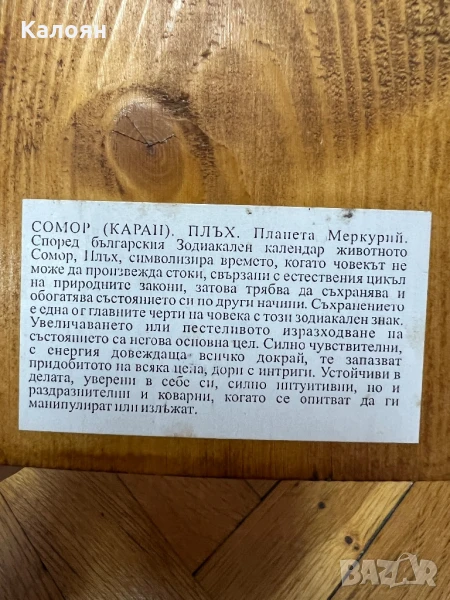 Калоян
СОМОР (КАРАН). ПЛЪХ. Планета Меркурий.
Според българския Зодиакален календар животното
Сомор, Плъх, символизира времето, когато човекът не
може да произвежда стоки, свързани с естествения цикъл
на природните закони, затова трябва да съхранява и
обогатява състоянието си по други начини. Съхранението
е една от главните черти на човека с този зодиакален знак.
Увеличаването или пестеливото изразходване на
състоянието са негова основна цел. Силно чувствителни,
с енергия довеждаща всичко докрай, те запазват
придобитото на всяка цена, дори с интриги. Устойчиви в
делата, уверени в себе си, силно интуитивни, но и
раздразнителни и коварни, когато се опитват да ги
манипулират или излъжат.
BAZAR